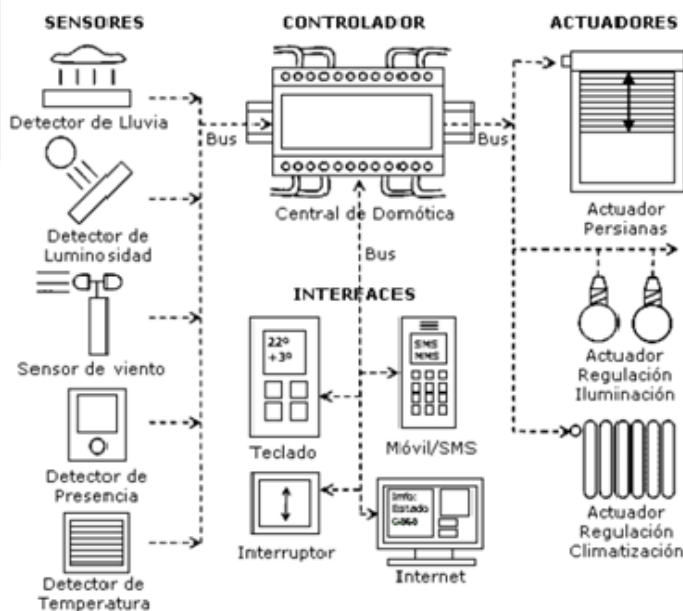 SENSORES
Detector de Lluvia
Detector de
Luminosidad
Sensor de viento
Detector de
Presencia
Detector de
Temperatura
CONTROLADOR
Bus
Bus
Central de Domótica
Bus
INTERFACES
22º
+3º
Teclado
SMS
MMS
Móvil/SMS
Interruptor
Info:
Estado
Internet
ACTUADORES
Actuador
Persianas
Actuador
Regulación
Iluminación
Actuador
Regulación
Climatización